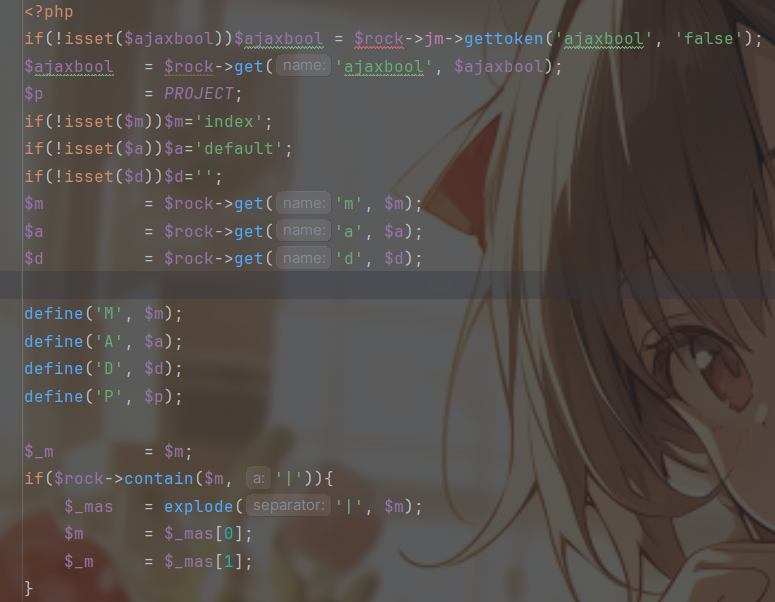 <?php
if(!isset($ajaxbool))$ajaxbool = $rock->jm->gettoken('ajaxbool', 'false');
$ajaxbool = $rock->get( name: 'ajaxbool', $ajaxbool);
$p = PROJECT;
if(!isset($m))$m='index';
if(!isset($a))$a='default';
if(!isset($d))$d='';
$m = $rock->get( name: 'm', $m);
$a = $rock->get( name: 'a', $a);
$d = $rock->get( name: 'd', $d);
define('M', $m);
define('A', $a);
define('D', $d);
define('P', $p);
$_m = $m;
if($rock->contain($m, a: '|')){
$_mas = explode( separator: '|', $m);
$m = $_mas[0];
$_m = $_mas[1];
}